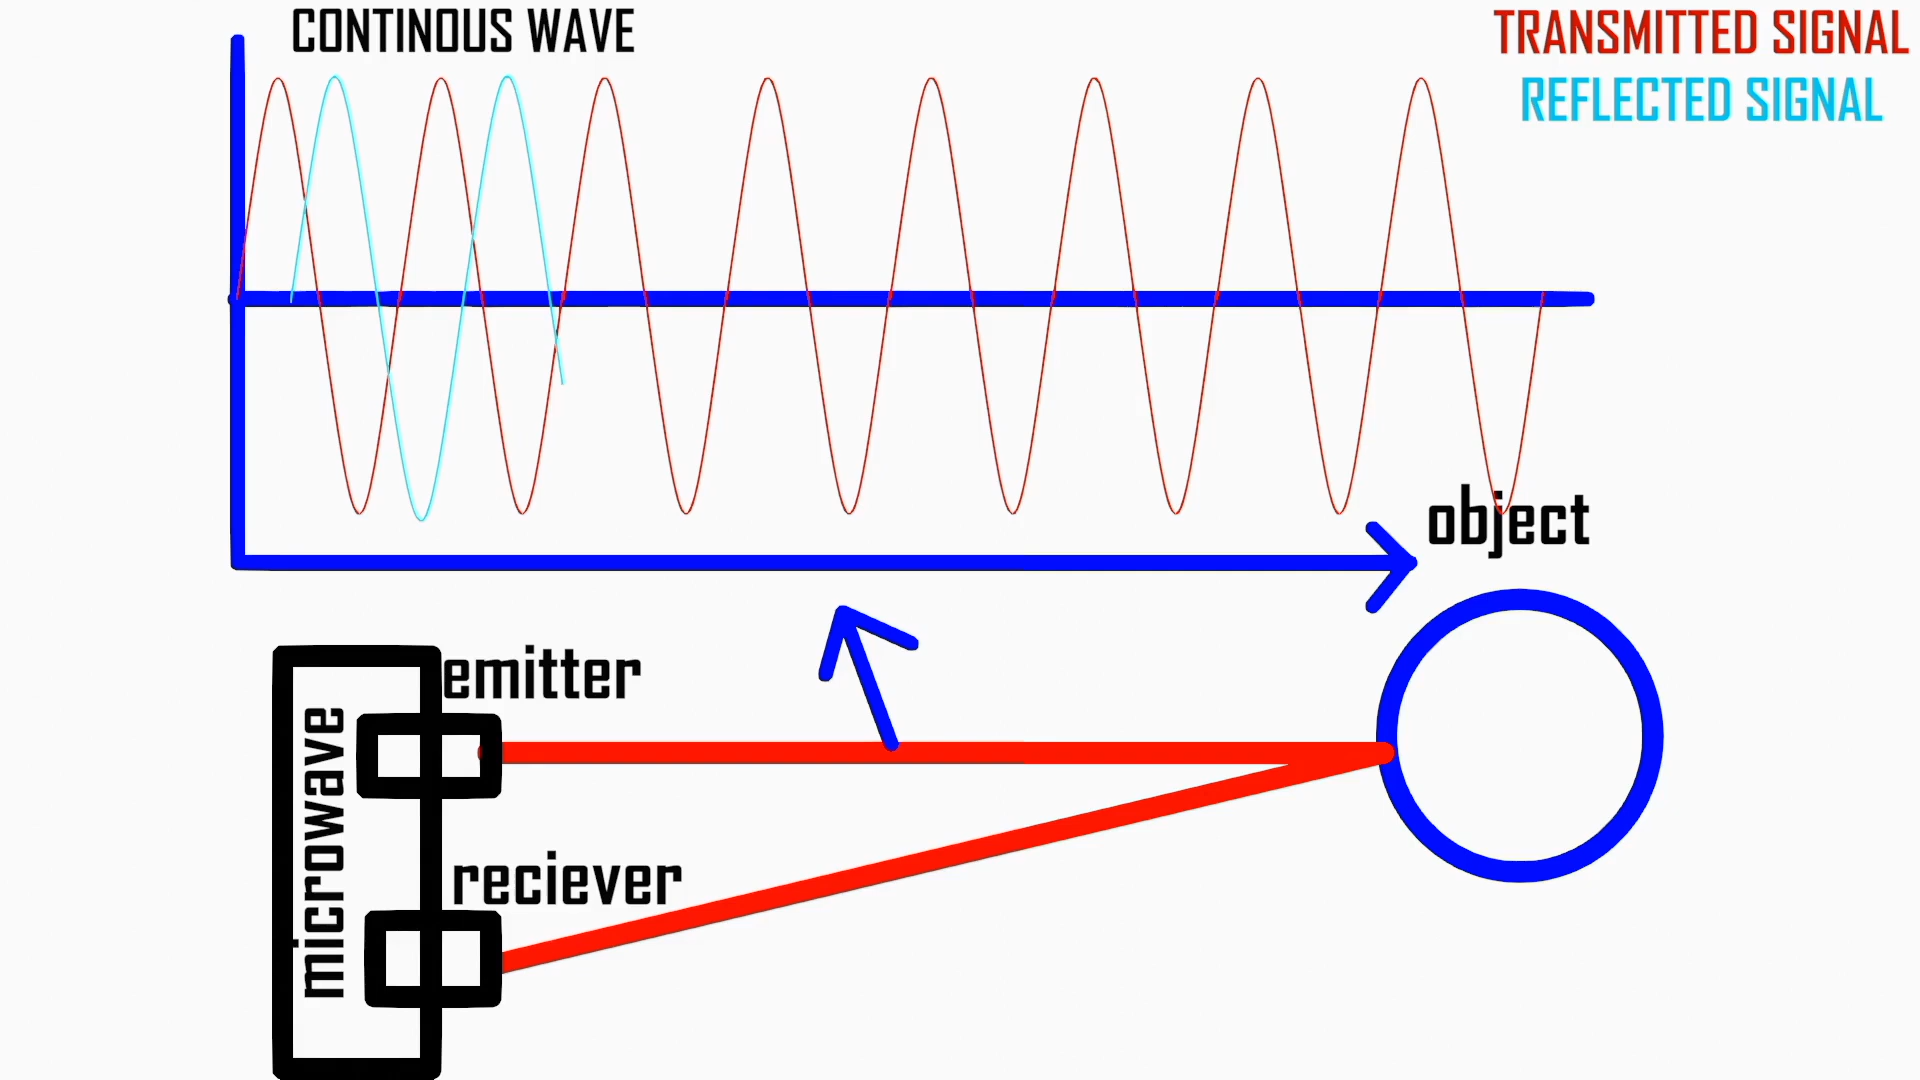 CONTINOUS WAVE
TRANSMITTED SIGNAL
REFLECTED SIGNAL
object
emitter
microwave
reciever